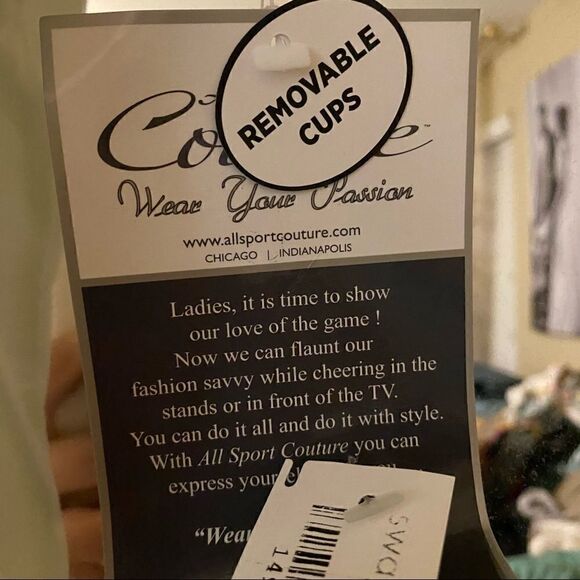 REMOVABLE
CUPS
Wear Your Passion
www.allsportcouture.com
CHICAGO | INDIANAPOLIS
Ladies, it is time to show
our love of the game !
Now we can flaunt our
fashion savvy while cheering in the
stands or in front of the TV.
You can do it all and do it with style.
With All Sport Couture you can
express your
"Wear
swa